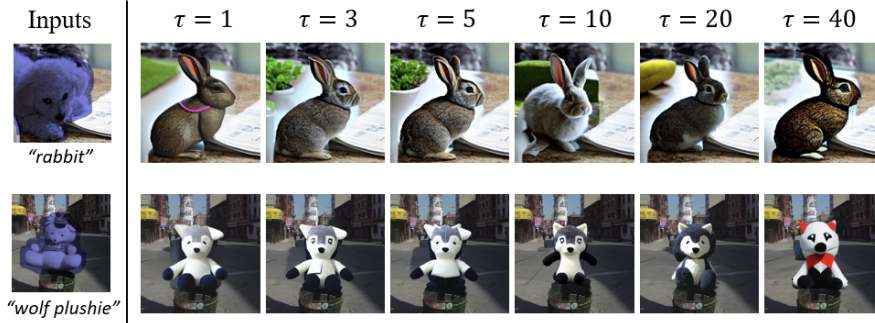 Inputs
τ = 1
τ = 3
τ = 5
τ = 10
τ = 20
τ = 40
“rabbit”
“wolf plushie”